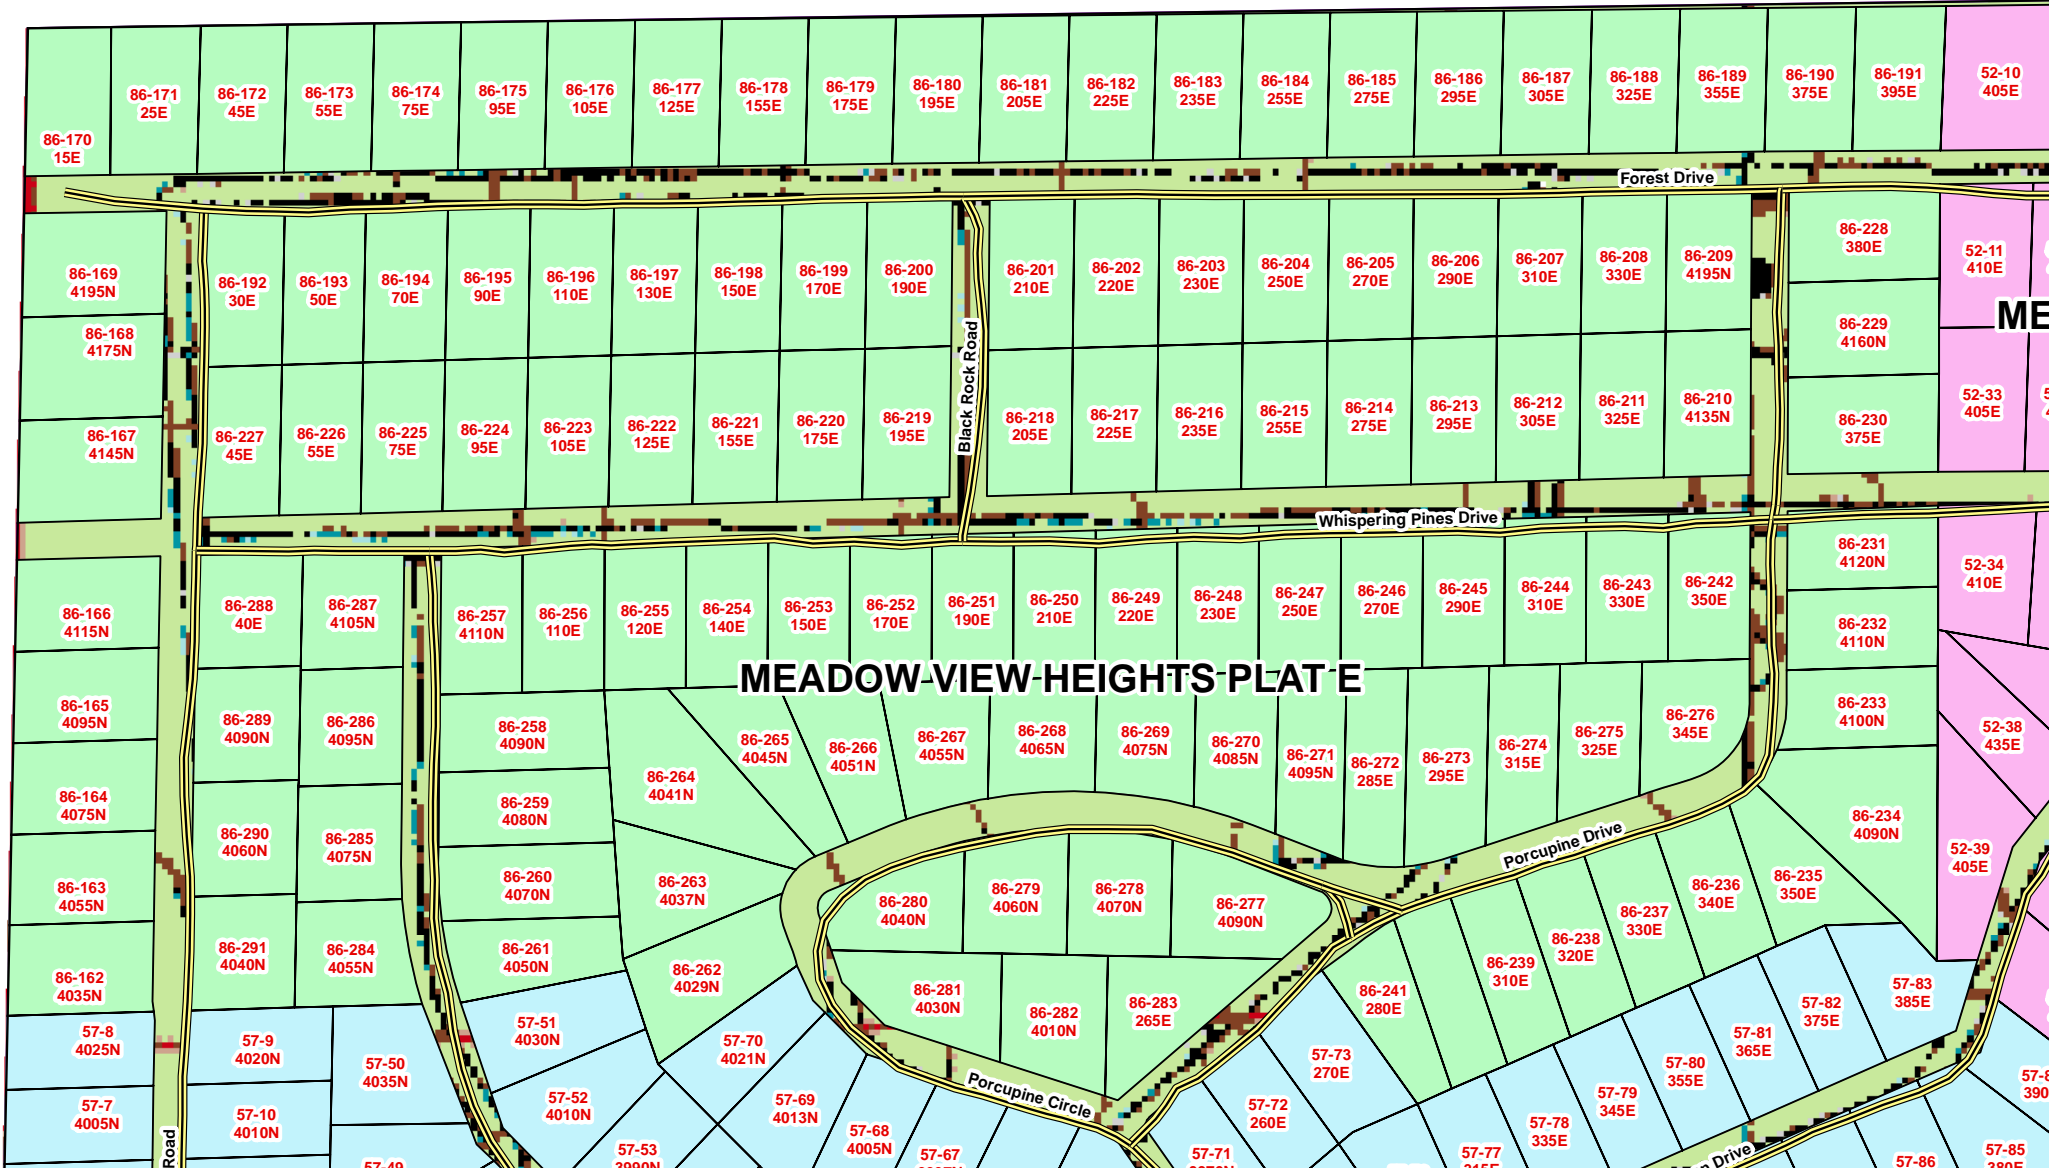 86-170
15E
86-171
25E
86-172
45E
86-173
55E
86-174
75E
86-175
95E
86-176
105E
86-177
125E
86-178
155E
86-179
175E
86-180
195E
86-181
205E
86-182
225E
86-183
235E
86-184
255E
86-185
275E
86-186
295E
86-187
305E
86-188
325E
86-189
355E
86-190
375E
86-191
395E
52-10
405E
Forest Drive
86-169
4195N
86-192
30E
86-193
50E
86-194
70E
86-195
90E
86-196
110E
86-197
130E
86-198
150E
86-199
170E
86-200
190E
86-201
210E
86-202
220E
86-203
230E
86-204
250E
86-205
270E
86-206
290E
86-207
310E
86-208
330E
86-209
4195N
86-228
380E
52-11
410E
86-168
4175N
86-229
4160N
ME
Black Rock Road
86-167
4145N
86-227
45E
86-226
55E
86-225
75E
86-224
95E
86-223
105E
86-222
125E
86-221
155E
86-220
175E
86-219
195E
86-218
205E
86-217
225E
86-216
235E
86-215
255E
86-214
275E
86-213
295E
86-212
305E
86-211
325E
86-210
4135N
86-230
375E
52-33
405E
Whispering Pines Drive
86-166
4115N
86-288
40E
86-287
4105N
86-257
4110N
86-256
110E
86-255
120E
86-254
140E
86-253
150E
86-252
170E
86-251
190E
86-250
210E
86-249
220E
86-248
230E
86-247
250E
86-246
270E
86-245
290E
86-244
310E
86-243
330E
86-242
350E
86-231
4120N
52-34
410E
86-232
4110N
MEADOW VIEW HEIGHTS PLAT E
86-165
4095N
86-289
4090N
86-286
4095N
86-258
4090N
86-264
4041N
86-265
4045N
86-266
4051N
86-267
4055N
86-268
4065N
86-269
4075N
86-270
4085N
86-271
4095N
86-272
285E
86-273
295E
86-274
315E
86-275
325E
86-276
345E
86-233
4100N
52-38
435E
86-164
4075N
86-290
4060N
86-285
4075N
86-259
4080N
86-234
4090N
52-39
405E
Porcupine Drive
86-163
4055N
86-260
4070N
86-263
4037N
86-280
4040N
86-279
4060N
86-278
4070N
86-277
4090N
86-235
350E
86-236
340E
86-237
330E
86-238
320E
86-239
310E
86-241
280E
86-291
4040N
86-284
4055N
86-261
4050N
86-262
4029N
86-162
4035N
86-281
4030N
86-282
4010N
86-283
265E
57-83
385E
57-82
375E
57-81
365E
57-80
355E
57-79
345E
57-78
335E
57-77
57-8
4025N
57-9
4020N
57-50
4035N
57-51
4030N
57-70
4021N
57-73
270E
57-7
4005N
57-10
4010N
57-52
4010N
57-69
4013N
57-72
260E
Porcupine Circle
57-68
4005N
57-67
57-71
57-53
3990N
57-49
57-86
57-85
380E
390
Road
Drive